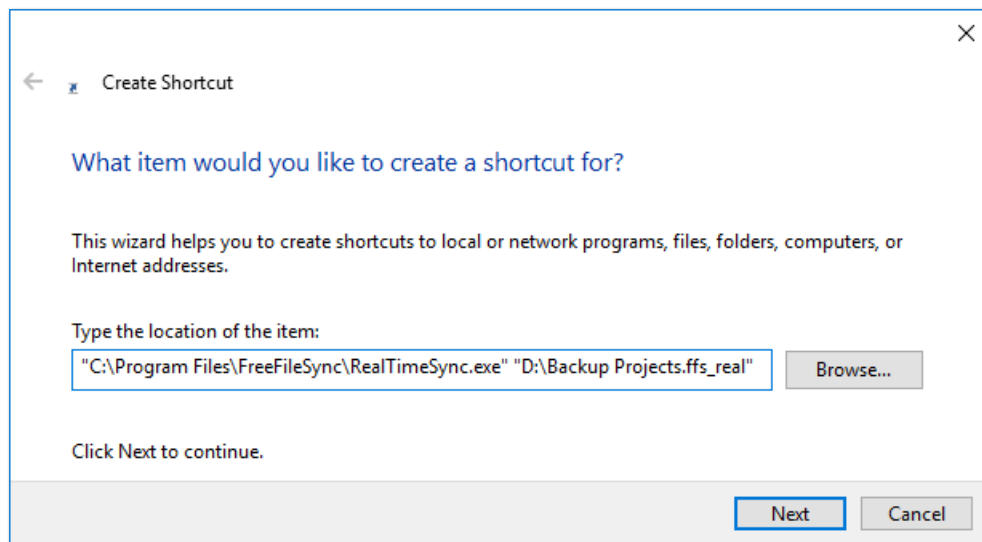 Create Shortcut
What item would you like to create a shortcut for?
This wizard helps you to create shortcuts to local or network programs, files, folders, computers, or
Internet addresses.
Type the location of the item:
"C:\Program Files\FreeFileSync\RealTimeSync.exe" "D:\Backup Projects.ffs_real"
Browse...
Click Next to continue.
Next
Cancel